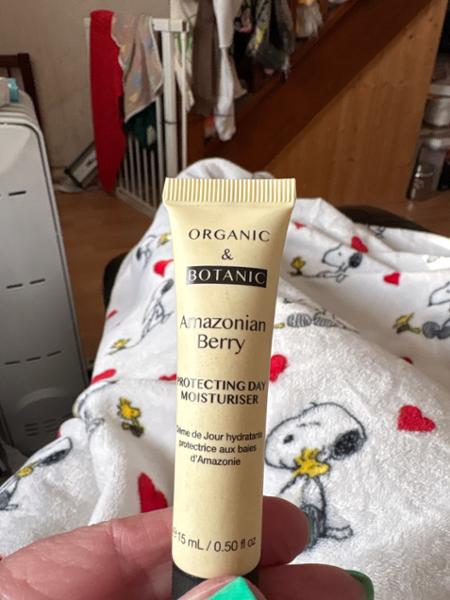 ORGANIC
&
BOTANIC
Amazonian
Berry
PROTECTING DAY
MOISTURISER
Crème de Jour hydratante
protectrice aux baies
d'Amazonie
℮15 mL / 0.50 fl oz